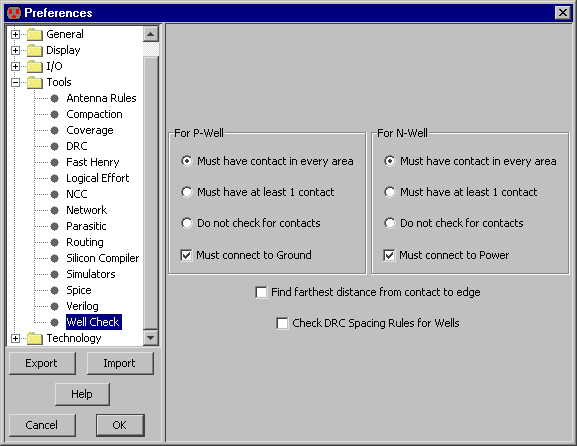 Preferences
General
Display
I/O
Tools
Antenna Rules
Compaction
Coverage
DRC
Fast Henry
Logical Effort
NCC
Network
Parasitic
Routing
Silicon Compiler
Simulators
Spice
Verilog
Well Check
Technology
Export
Import
Help
Cancel
OK
For P-Well
Must have contact in every area
Must have at least 1 contact
Do not check for contacts
Must connect to Ground
For N-Well
Must have contact in every area
Must have at least 1 contact
Do not check for contacts
Must connect to Power
Find farthest distance from contact to edge
Check DRC Spacing Rules for Wells